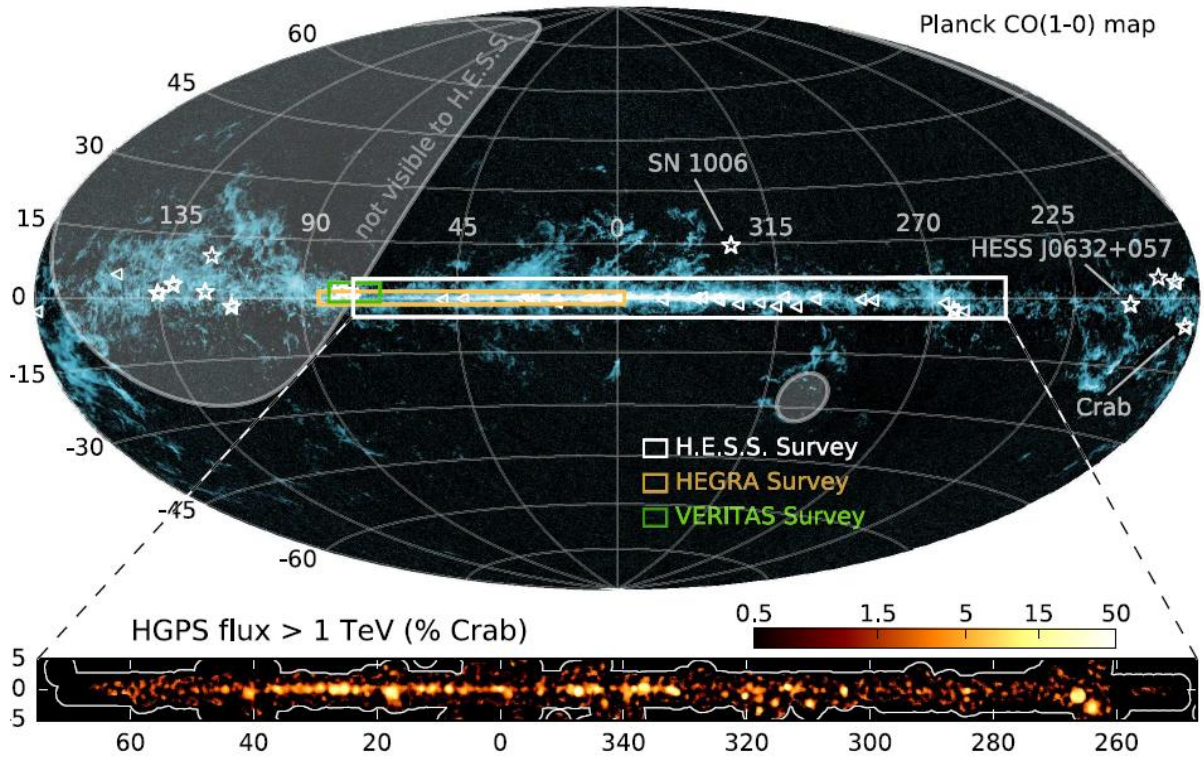 Planck CO(1-0) map
60
45
30
15
0
-15
-30
-45
-60
not visible to H.E.S.S.
SN 1006
135
90
45
0
315
270
225
HESS J0632+057
Crab
H.E.S.S. Survey
HEGRA Survey
VERITAS Survey
HGPS flux > 1 TeV (% Crab)
0.5 1.5 5 15 50
5
0
-5
60 40 20 0 340 320 300 280 260